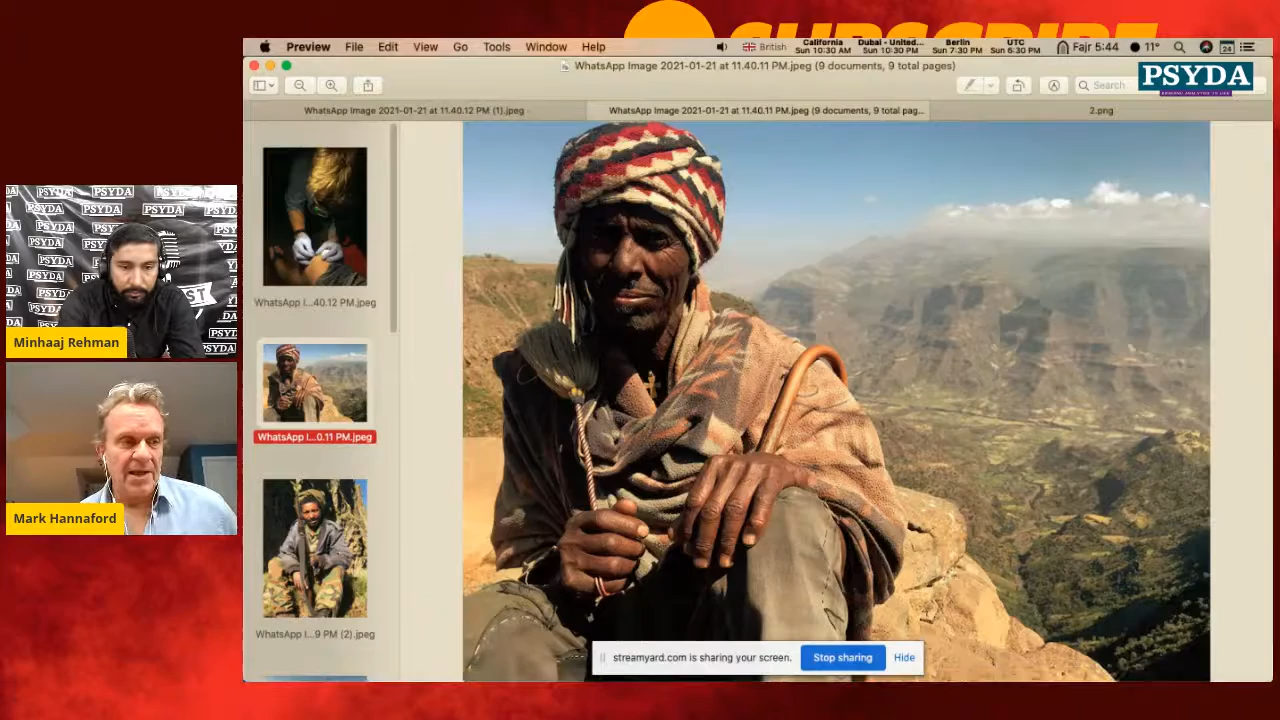 SUBSCRIBE
Preview File Edit View Go Tools Window Help
British
California
Sun 10:30 AM
Dubai - United...
Sun 10:30 PM
Berlin
Sun 7:30 PM
UTC
Sun 6:30 PM
Fajr 5:44
11°
24
WhatsApp Image 2021-01-21 at 11.40.11 PM.jpeg (9 documents, 9 total pages)
Search
PSYDA
WhatsApp Image 2021-01-21 at 11.40.12 PM (1).jpeg
WhatsApp Image 2021-01-21 at 11.40.11 PM.jpeg (9 documents, 9 total pag...
2.png
WhatsApp I...40.12 PM.jpeg
WhatsApp I...0.11 PM.jpeg
WhatsApp I...9 PM (2).jpeg
PSYDA PSYDA PSYDA
Minhaaj Rehman
Mark Hannaford
streamyard.com is sharing your screen.
Stop sharing
Hide